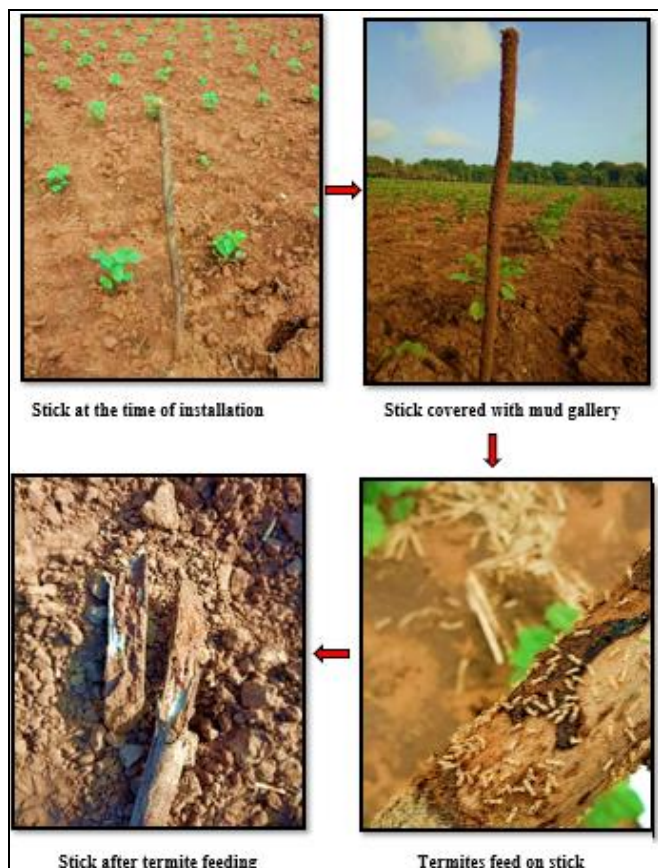 Stick at the time of installation
Stick covered with mud gallery
Stick after termite feeding
Termites feed on stick